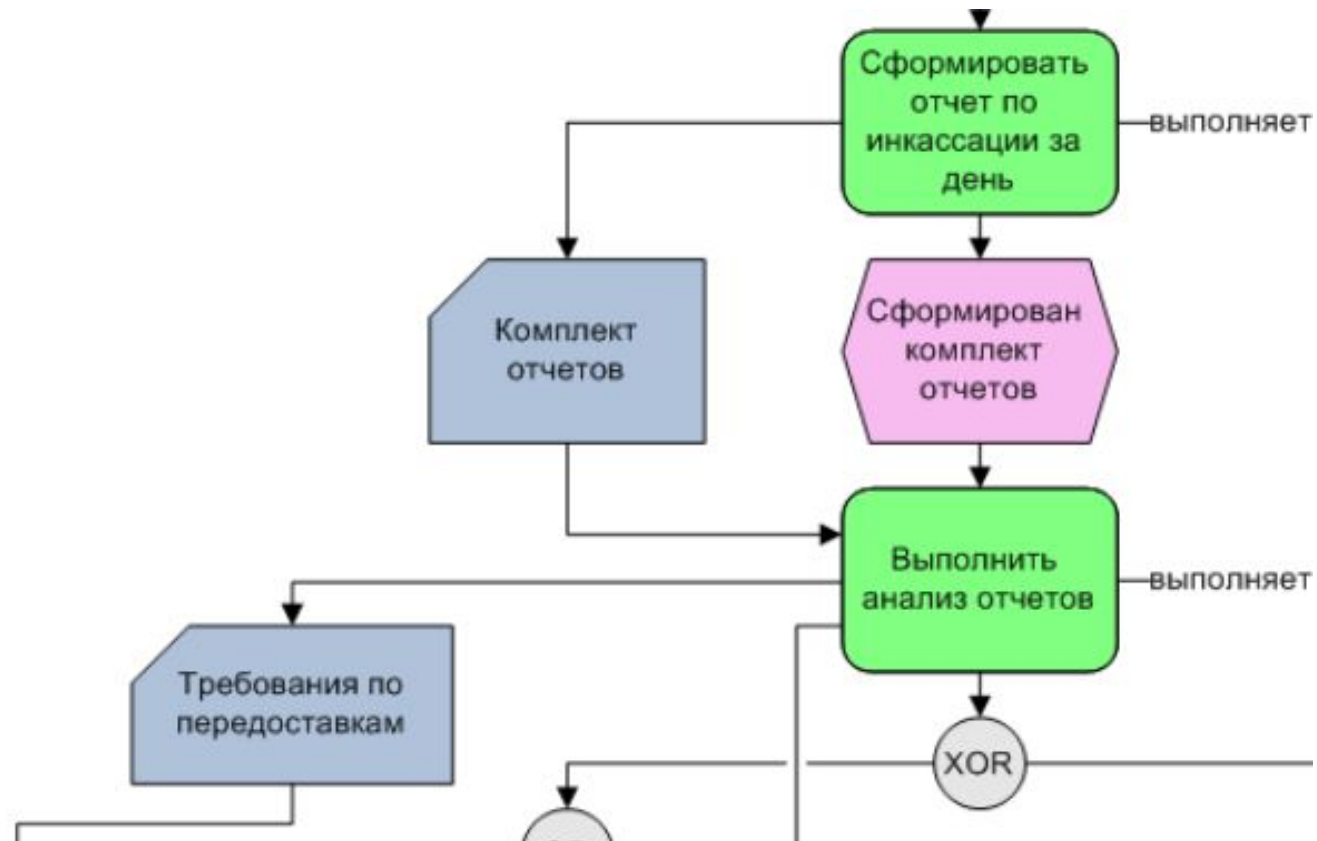 Сформировать
отчет по
инкассации за
день
выполняет
Комплект
отчетов
Сформирован
комплект
отчетов
Выполнить
анализ отчетов
выполняет
Требования по
передоставкам
XOR